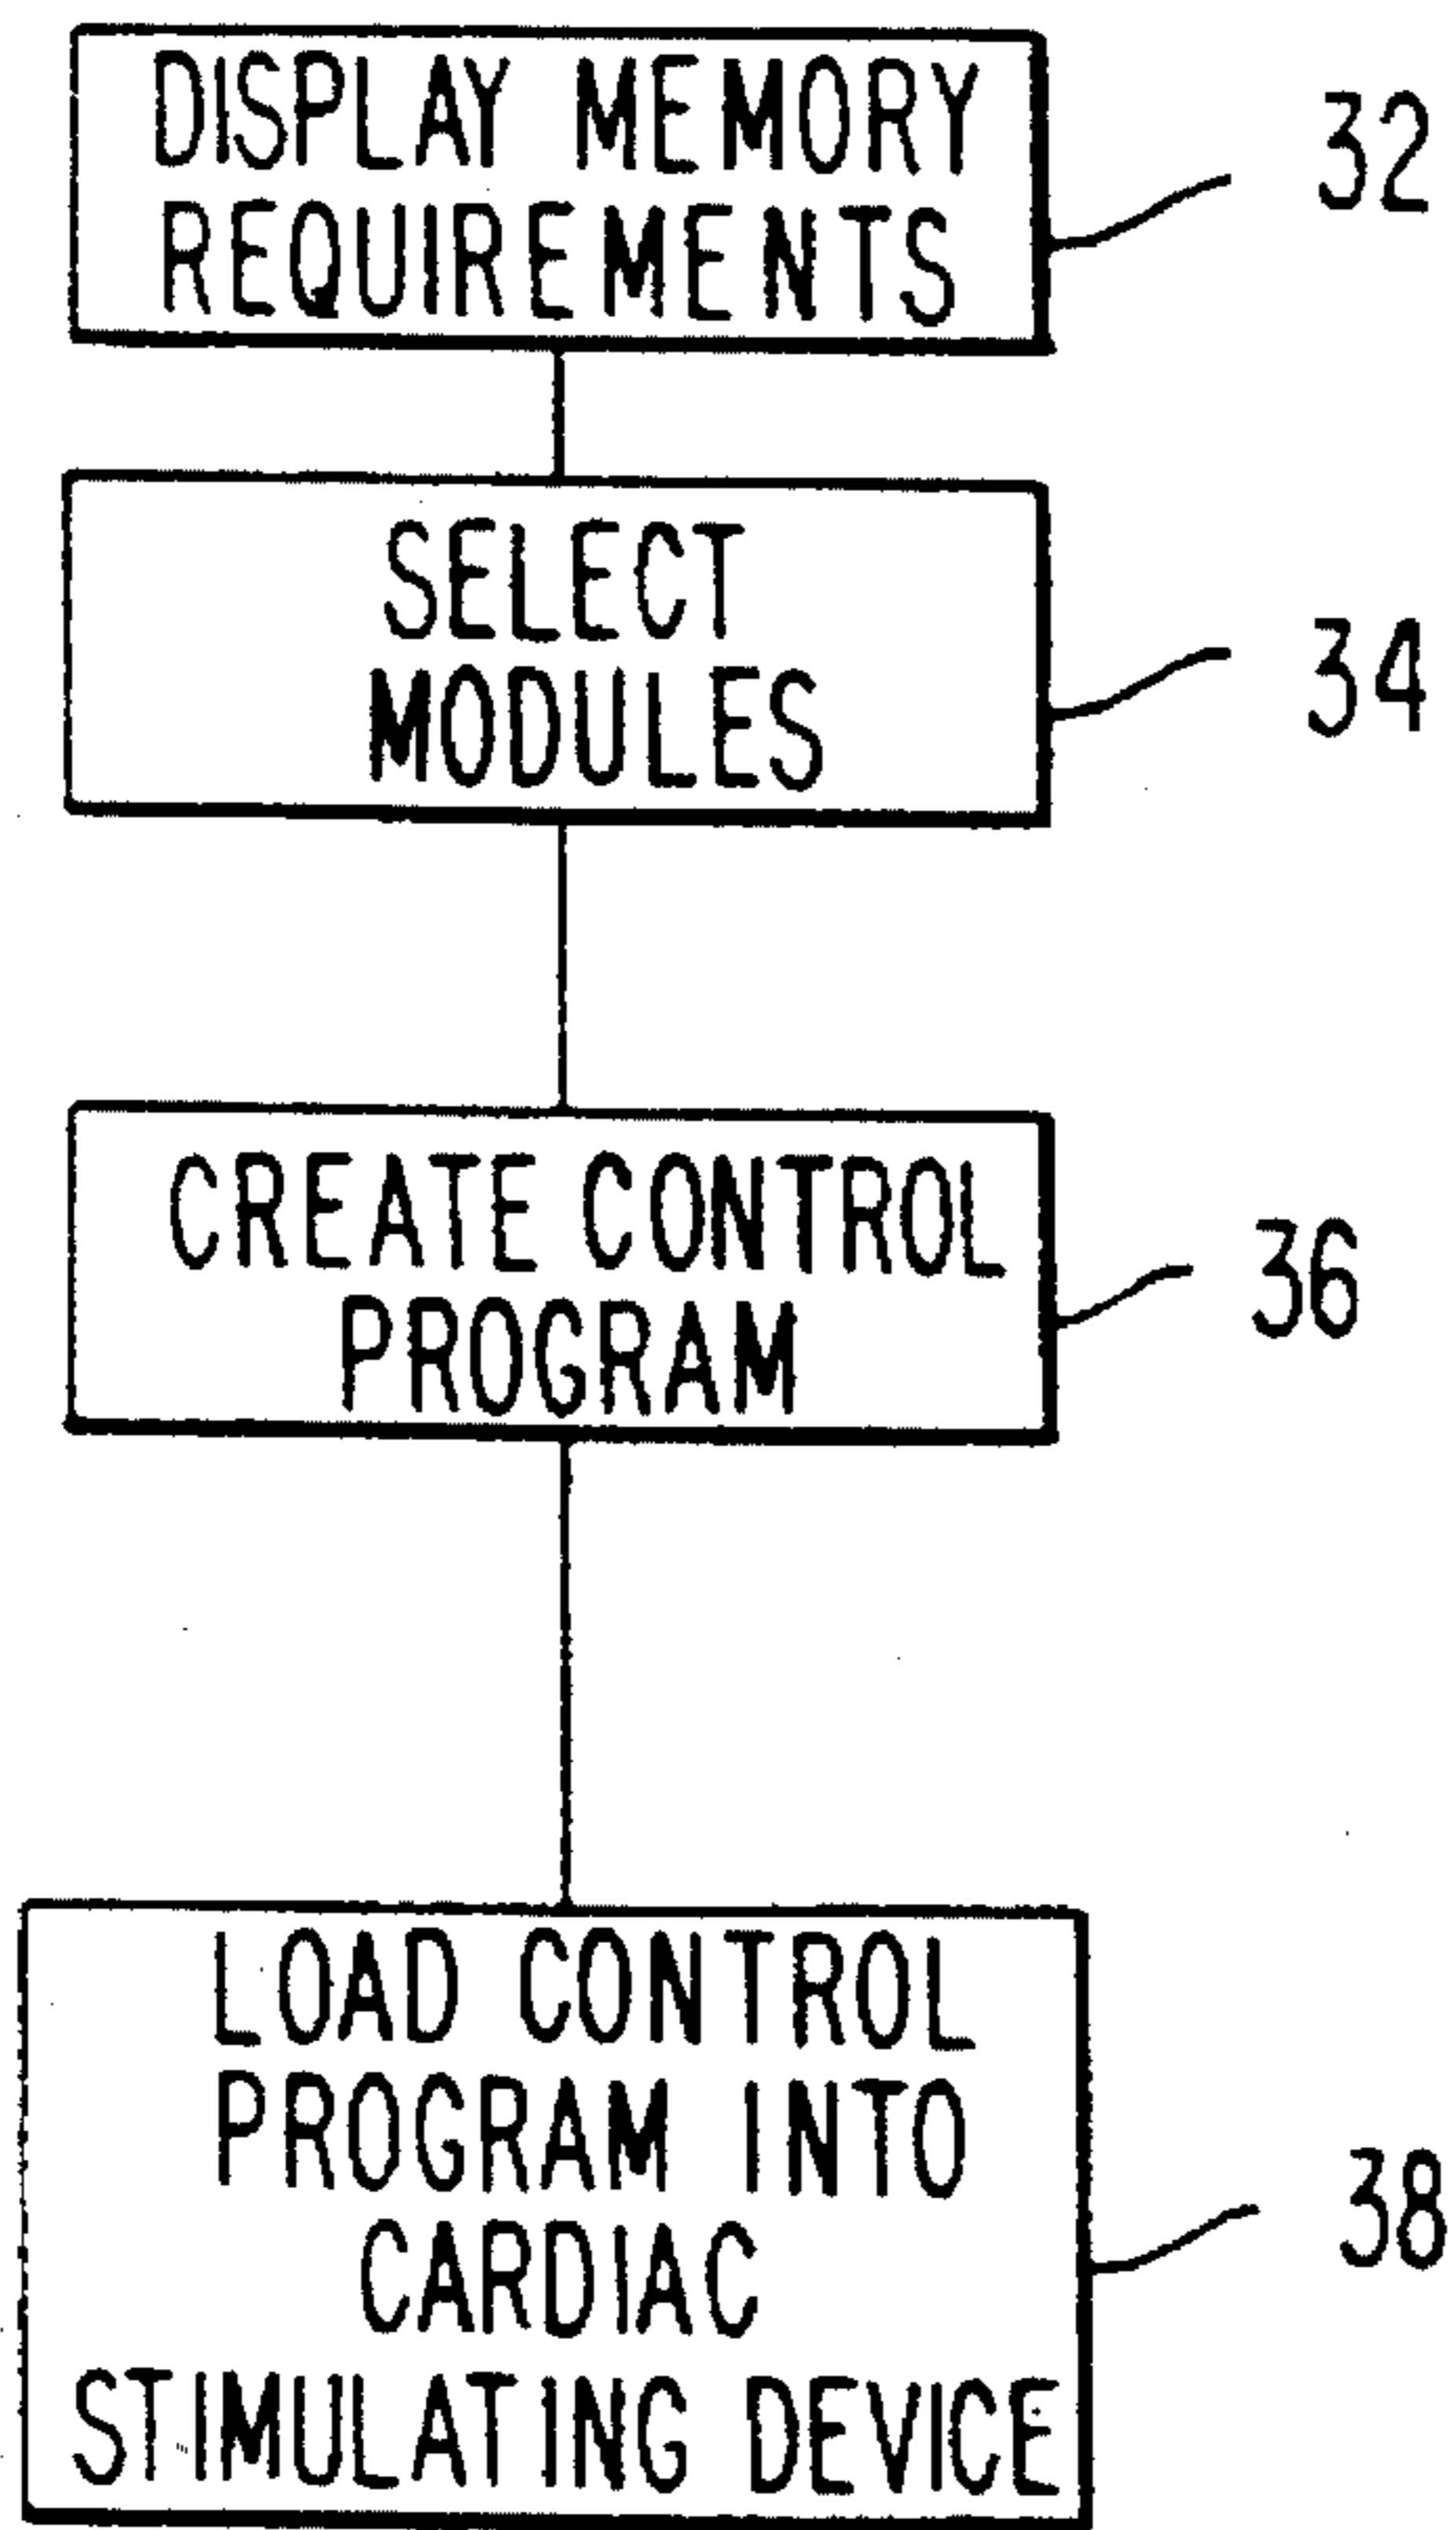 DISPLAY MEMORY
REQUIREMENTS
32
SELECT
MODULES
34
CREATE CONTROL
PROGRAM
36
LOAD CONTROL
PROGRAM INTO
CARDIAC
STIMULATING DEVICE
38